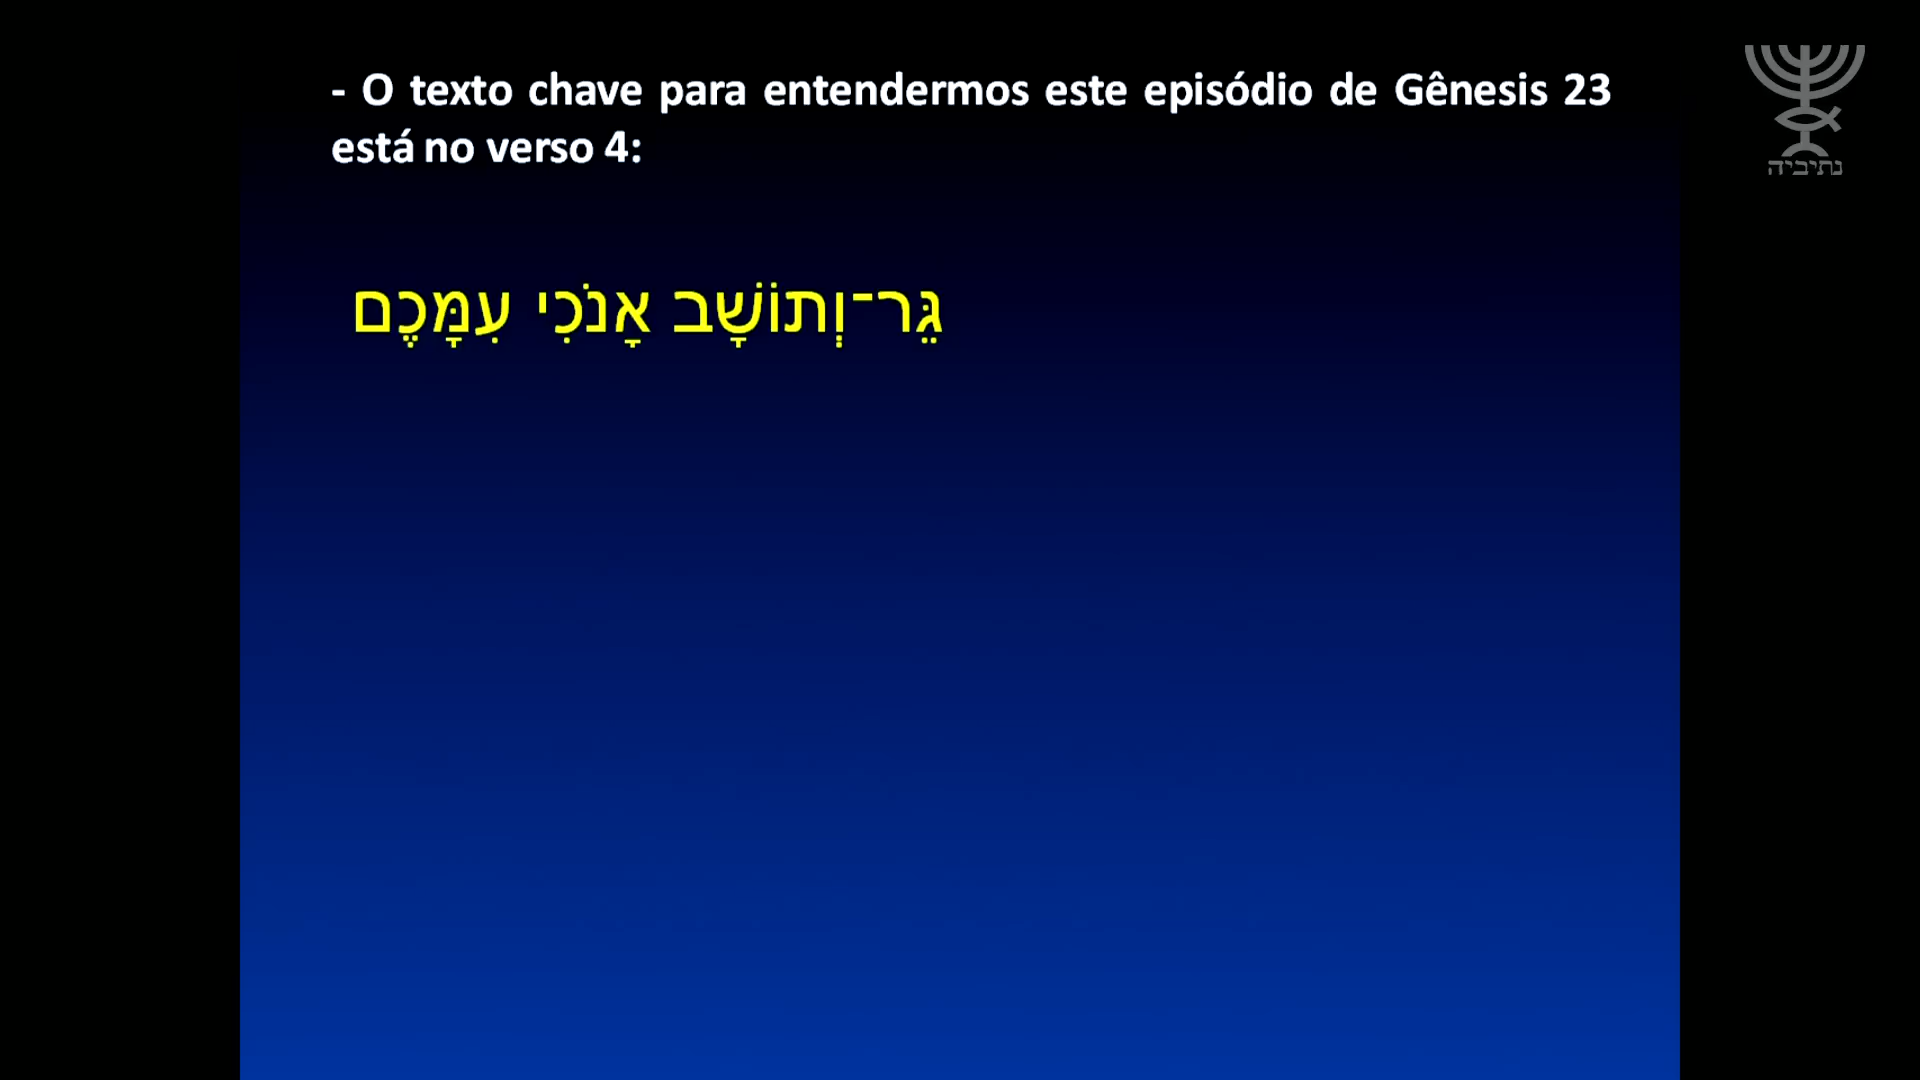 - O texto chave para entendermos este episódio de Gênesis 23
está no verso 4:
גֵּר־וְתוֹשָׁב אָנֹכִי עִמָּכֶם
נתיביה